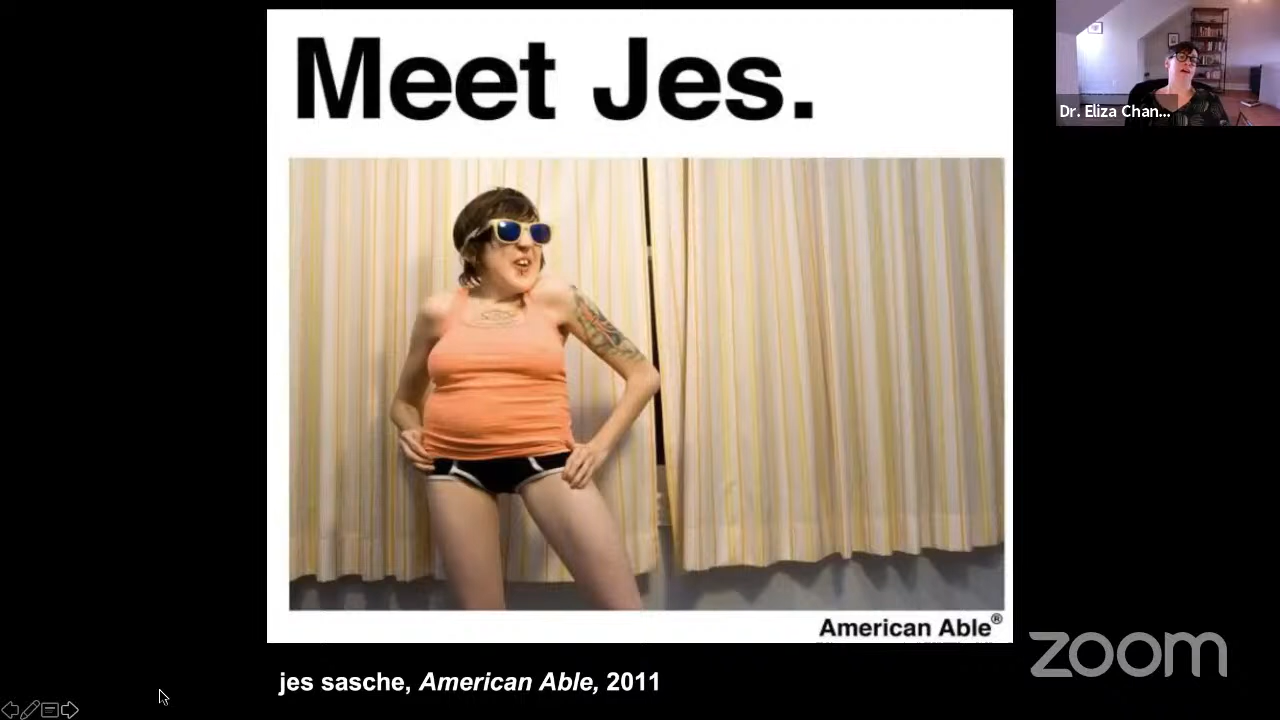 Meet Jes.
Dr. Eliza Chan...
American Able®
zoom
jes sasche, American Able, 2011